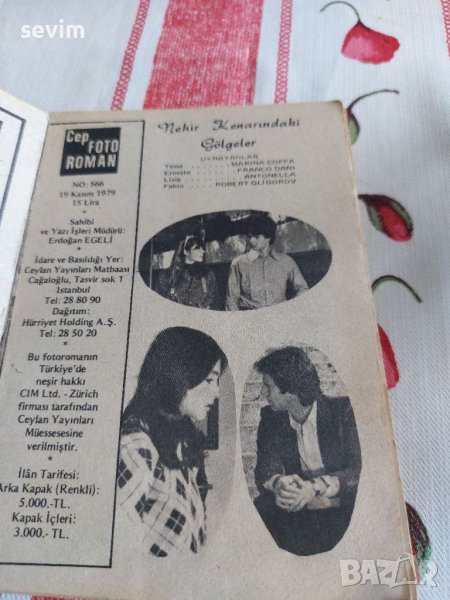 sevim
Cep
FOTO
ROMAN
NO: 566
19 Kasım 1979
15 Lira
*
Sahibi
ve Yazı İşleri Müdürü:
Erdoğan EGELİ
*
İdare ve Basıldığı Yer:
Ceylan Yayınları Matbaası
Cağaloğlu, Tasvir sok 1
İstanbul
Tel: 28 80 90
Dağıtım:
Hürriyet Holding A.Ş.
Tel: 28 50 20
*
Bu fotoromanın
Türkiye'de
neşir hakkı
CIM Ltd. - Zürich
firması tarafından
Ceylan Yayınları
Müessesesine
verilmiştir.
*
İlân Tarifesi:
Arka Kapak (Renkli):
5.000.-TL.
Kapak İçleri:
3.000.- TL.
Nehir Kenarındaki
Gölgeler
OYNAYANLAR
........ MARINA COFFA
Ernesto ........ FRANCO DANI
........ ANTONELLA
Fabio ........ ROBERT GLIGOROV
BAZAR